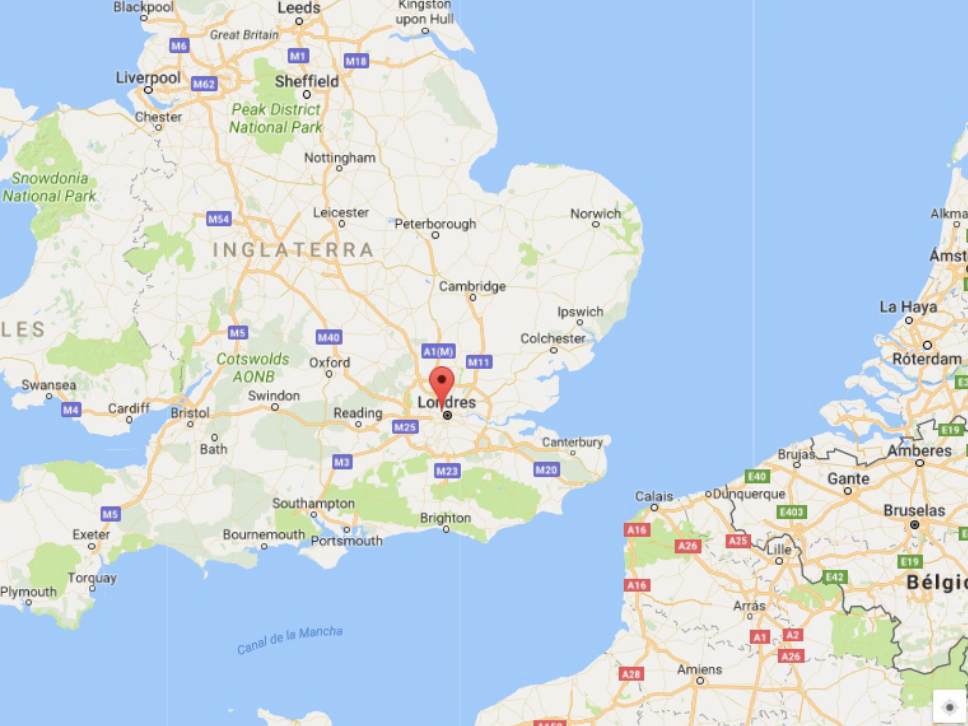 Blackpool
Leeds
Kingston
upon Hull
Great Britain
M6
M1
M18
Liverpool
M62
Sheffield
Chester
Peak District
National Park
Nottingham
Snowdonia
National Park
M54
Leicester
Peterborough
Norwich
Alkma
INGLATERRA
Ámst
Cambridge
La Haya
Ipswich
LES
M5
M40
Colchester
A1(M)
M11
Róterdam
Cotswolds
AONB
Oxford
E3
Swansea
Swindon
Londres
M4
Cardiff
Bristol
Reading
M25
E19
Bath
Canterbury
Brujas
Amberes
M3
M23
M20
E40
Gante
Calais
Dunquerque
Southampton
M5
E403
Bruselas
Brighton
Exeter
Bournemouth
Portsmouth
A16
A26
A25
Lille
E19
Torquay
Plymouth
A16
E42
Bélgic
Arrás
Canal de la Mancha
A1
A2
A26
Amiens
A28